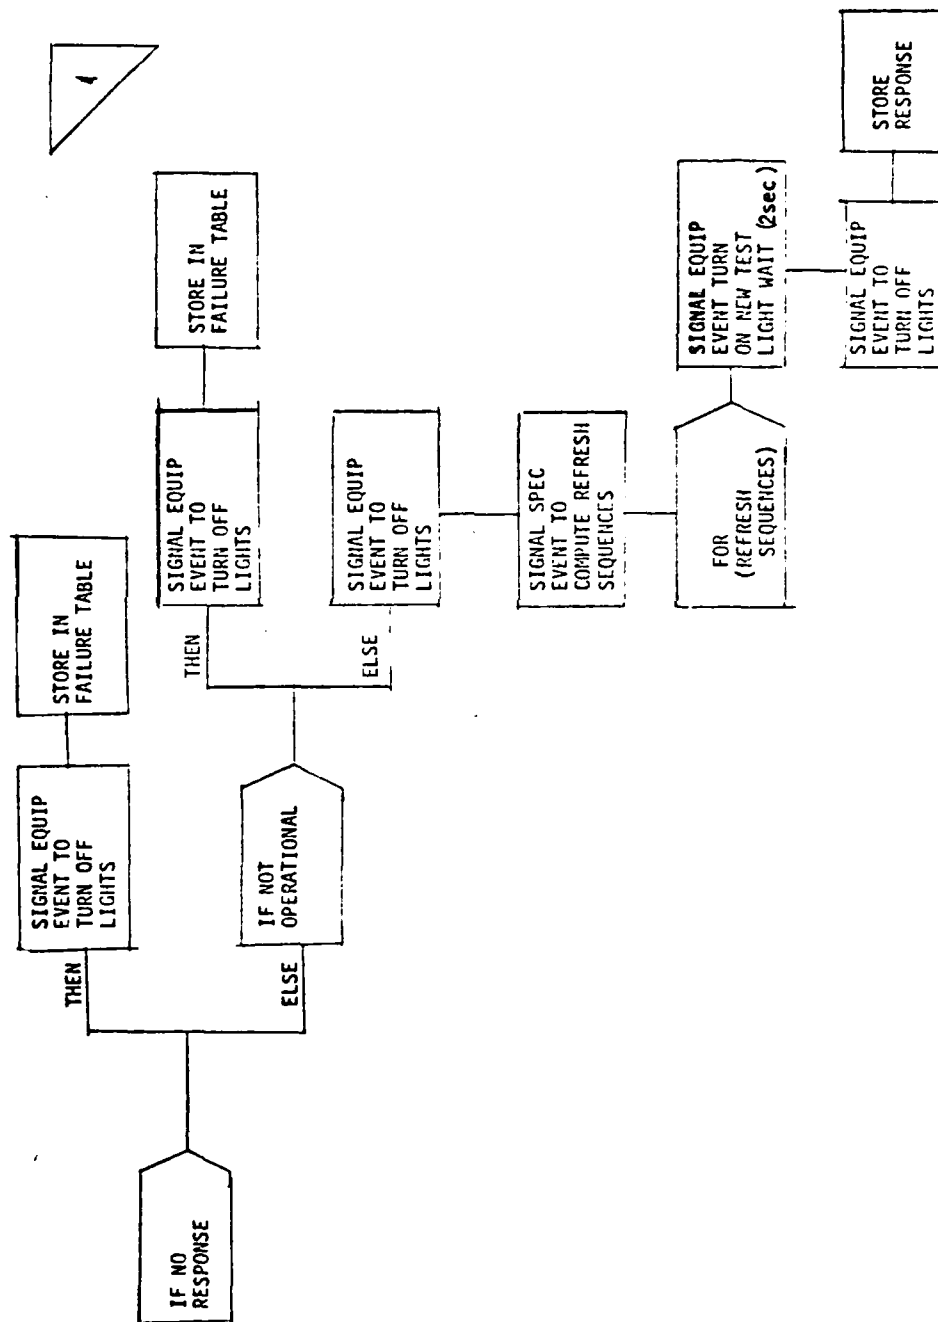 IF NO
RESPONSE
THEN
SIGNAL EQUIP
EVENT TO
TURN OFF
LIGHTS
STORE IN
FAILURE TABLE
ELSE
IF NOT
OPERATIONAL
THEN
SIGNAL EQUIP
EVENT TO
TURN OFF
LIGHTS
STORE IN
FAILURE TABLE
ELSE
SIGNAL EQUIP
EVENT TO
TURN OFF
LIGHTS
SIGNAL SPEC
EVENT TO
COMPUTE REFRESH
SEQUENCES
FOR
(REFRESH
SEQUENCES)
SIGNAL EQUIP
EVENT TURN
ON NEW TEST
LIGHT WAIT (2sec)
SIGNAL EQUIP
EVENT TO
TURN OFF
LIGHTS
STORE
RESPONSE